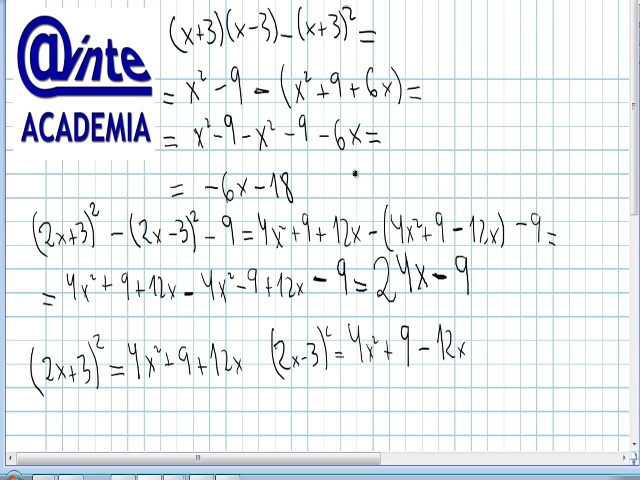 @ainte
ACADEMIA
(x+3)(x-3)-(x+3)²=
= x²-9-(x²+9+6x)=
= x²-9-x²-9-6x=
= -6x-18
(2x+3)²-(2x-3)²-9=4x²+9+12x-(4x²+9-12x)-9=
= 4x²+9+12x-4x²-9+12x-9=24x-9
(2x+3)²=4x²+9+12x (2x-3)²=4x²+9-12x